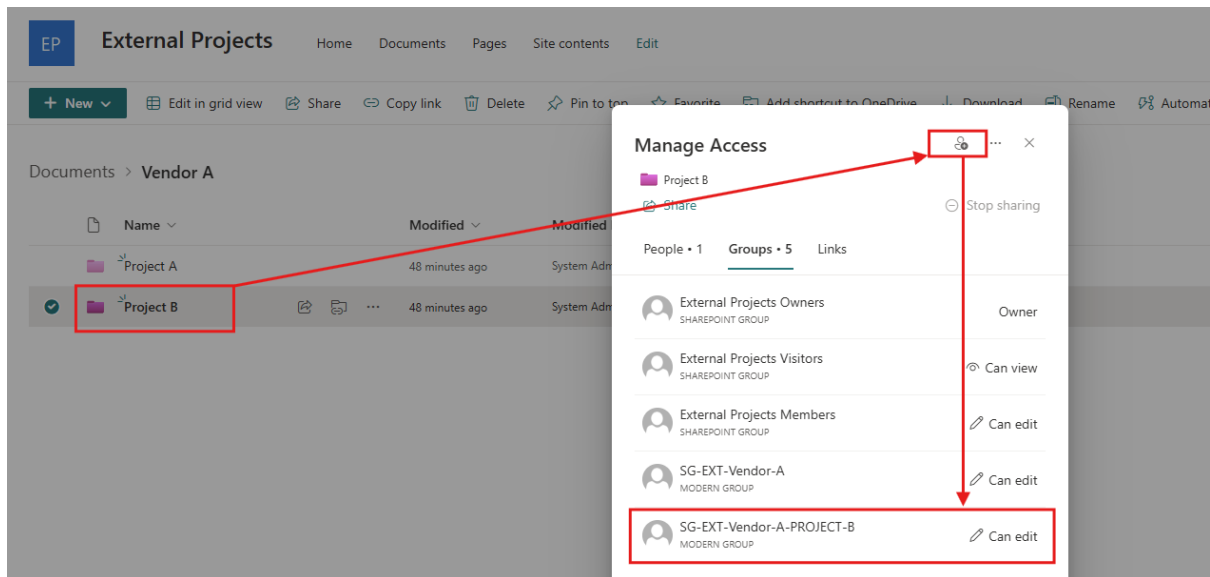 EP External Projects Home Documents Pages Site contents Edit
+ New Edit in grid view Share Copy link Delete Pin to top Favorite Add shortcut to OneDrive Download Rename Automat
Documents > Vendor A
Name Modified Modified
Project A 48 minutes ago System Adm
Project B 48 minutes ago System Adm
Manage Access
Project B
Share Stop sharing
People • 1 Groups • 5 Links
External Projects Owners
SHAREPOINT GROUP
Owner
External Projects Visitors
SHAREPOINT GROUP
Can view
External Projects Members
SHAREPOINT GROUP
Can edit
SG-EXT-Vendor-A
MODERN GROUP
Can edit
SG-EXT-Vendor-A-PROJECT-B
MODERN GROUP
Can edit